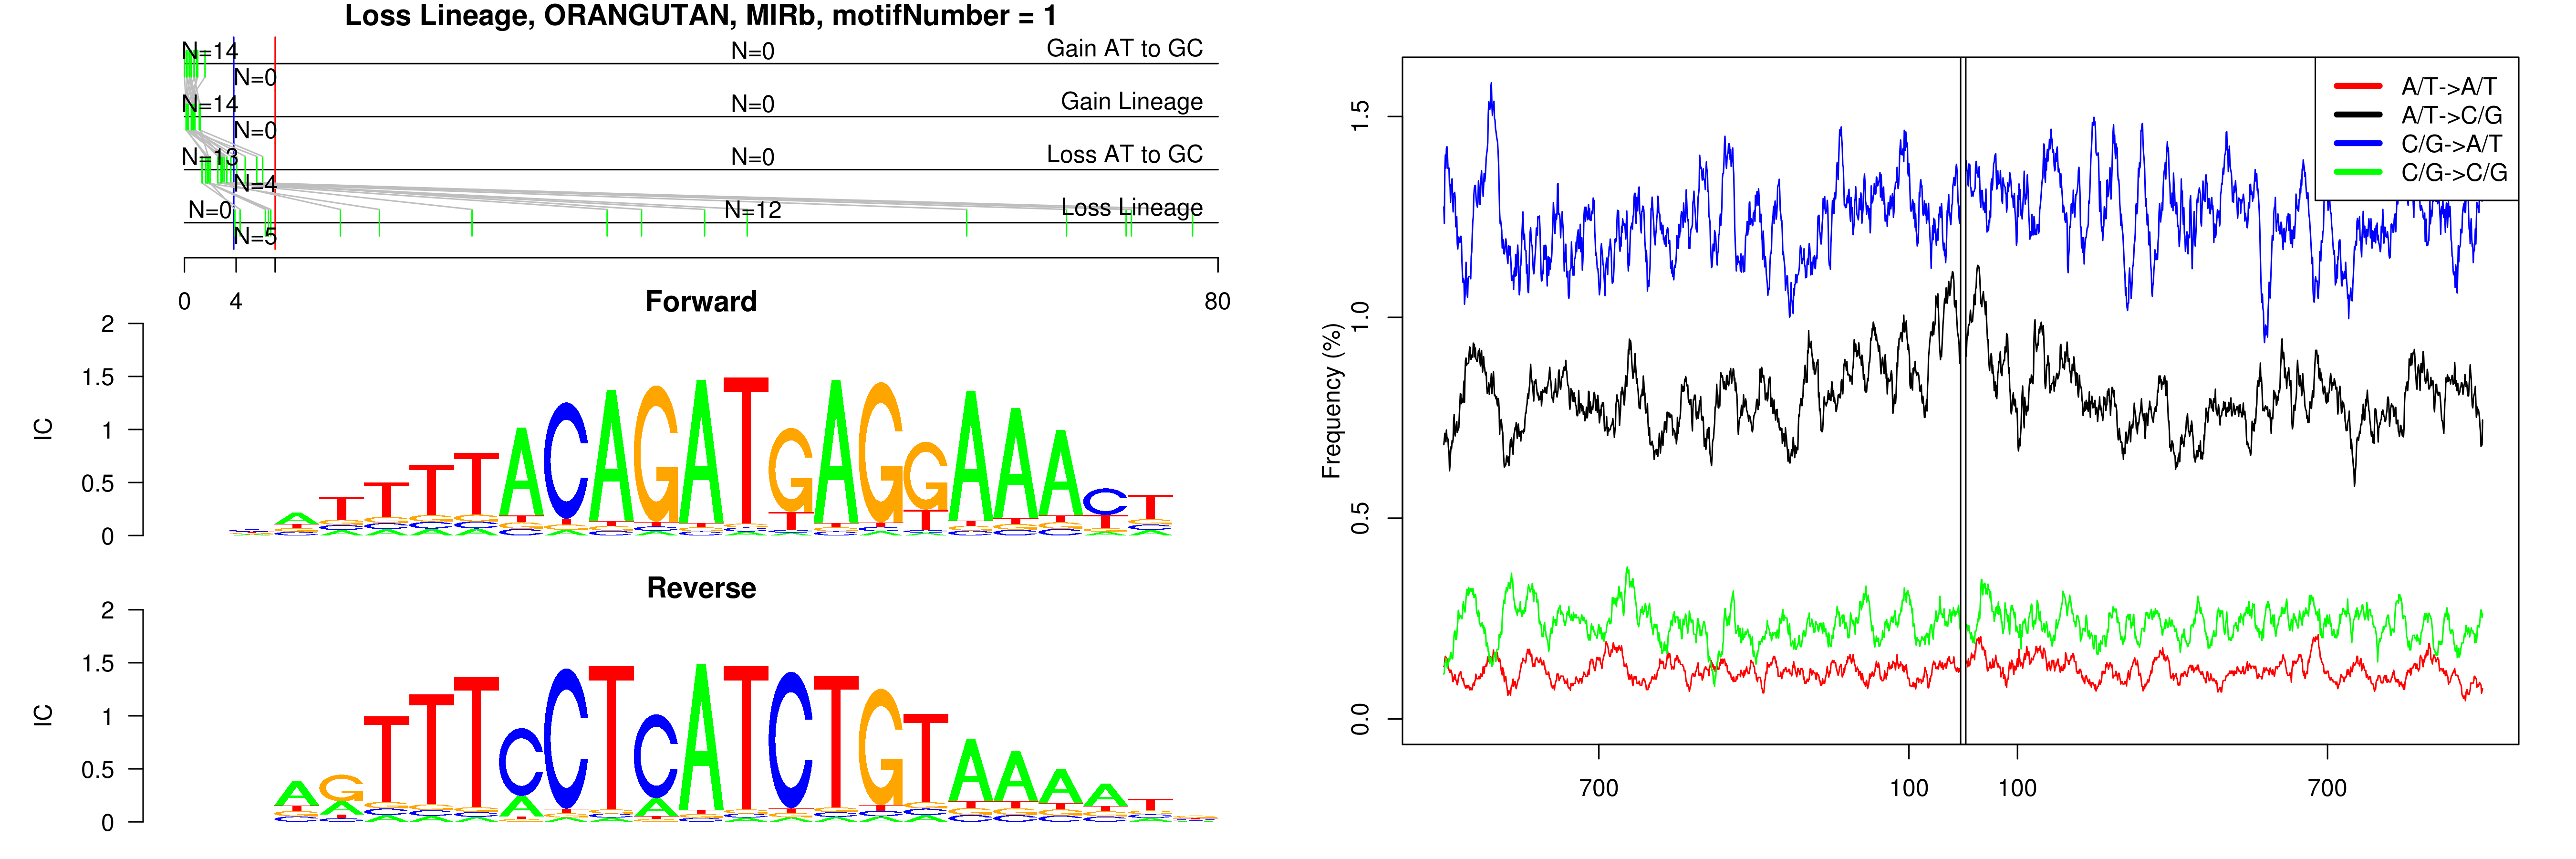 Loss Lineage, ORANGUTAN, MIRb, motifNumber = 1
N=14 N=0 Gain AT to GC
N=0
N=14 N=0 Gain Lineage
N=0
N=13 N=0 Loss AT to GC
N=4
N=0 N=12 Loss Lineage
N=5
0 4 80
Forward
IC
2
1.5
1
0.5
0
TTTTACAGATGAGGAAACT
Reverse
IC
2
1.5
1
0.5
0
AGTTTCCTCATCTGTAAAAT
Frequency (%)
1.5
1.0
0.5
0.0
700 100 100 700
A/T->A/T
A/T->C/G
C/G->A/T
C/G->C/G